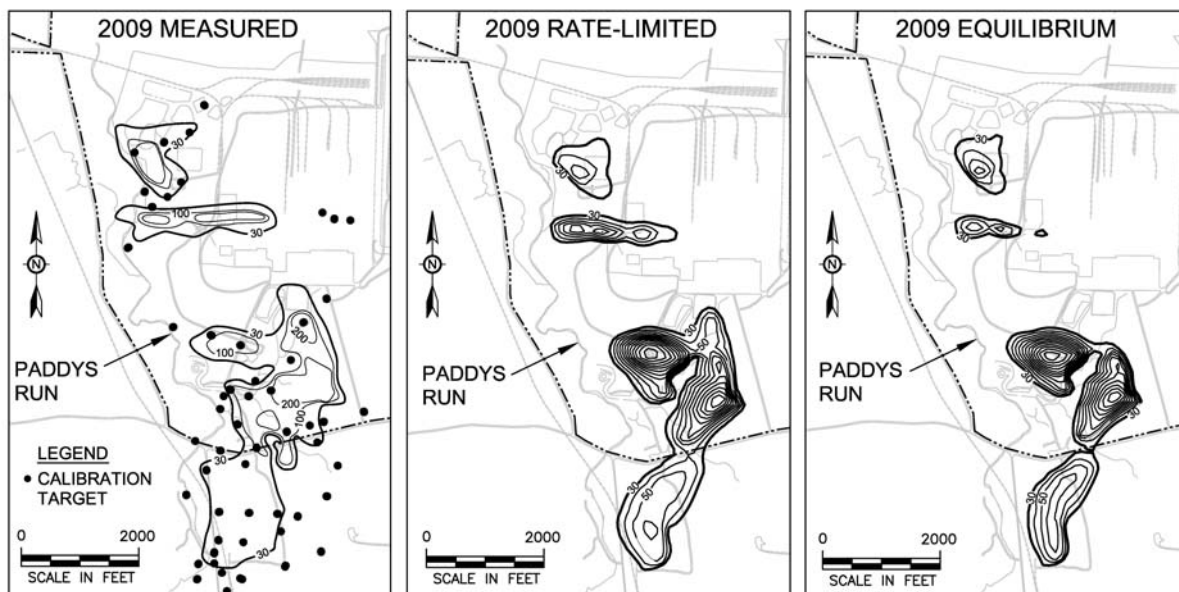 2009 MEASURED
30
100
30
N
30
200
100
PADDYS
RUN
200
100
30
LEGEND
• CALIBRATION
TARGET
30
0 2000
SCALE IN FEET
2009 RATE-LIMITED
30
30
N
30
50
PADDYS
RUN
30
50
0 2000
SCALE IN FEET
2009 EQUILIBRIUM
30
30
N
PADDYS
RUN
30
30
30
50
0 2000
SCALE IN FEET